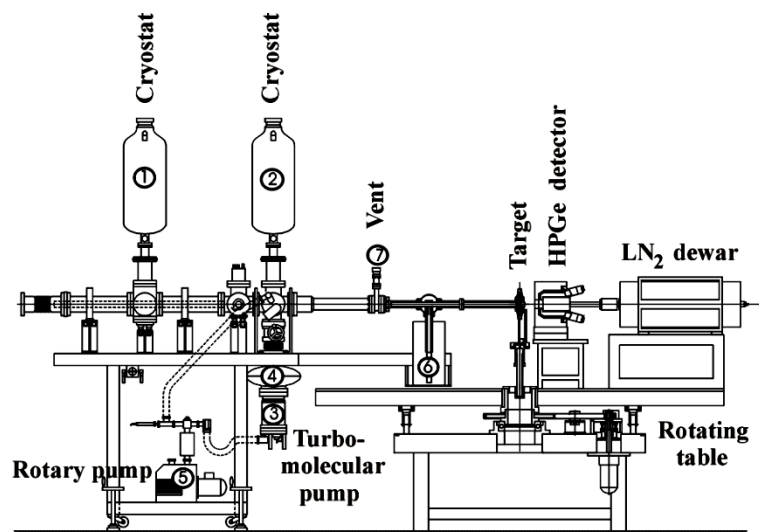 Cryostat
Cryostat
1
2
Vent
7
Target
HPGe detector
LN2 dewar
6
4
3
Turbo-
molecular
pump
Rotary pump
5
Rotating
table